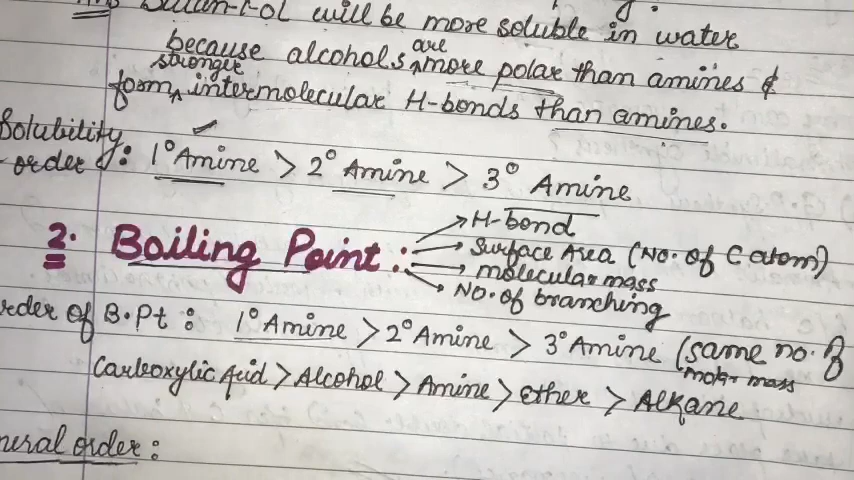 Ans Butan-1-ol will be more soluble in water
because alcohols are more polar than amines &
form stronger intermolecular H-bonds than amines.
Solubility
order : 1° Amine > 2° Amine > 3° Amine
2. Boiling Point :
H-bond
Surface Area (No. of C atom)
molecular mass
No. of branching
rder of B.Pt : 1° Amine > 2° Amine > 3° Amine (same no. of
molar mass
Carboxylic Acid > Alcohol > Amine > Ether > Alkane
neral order :